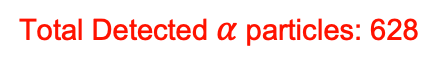 Total Detected α particles: 628